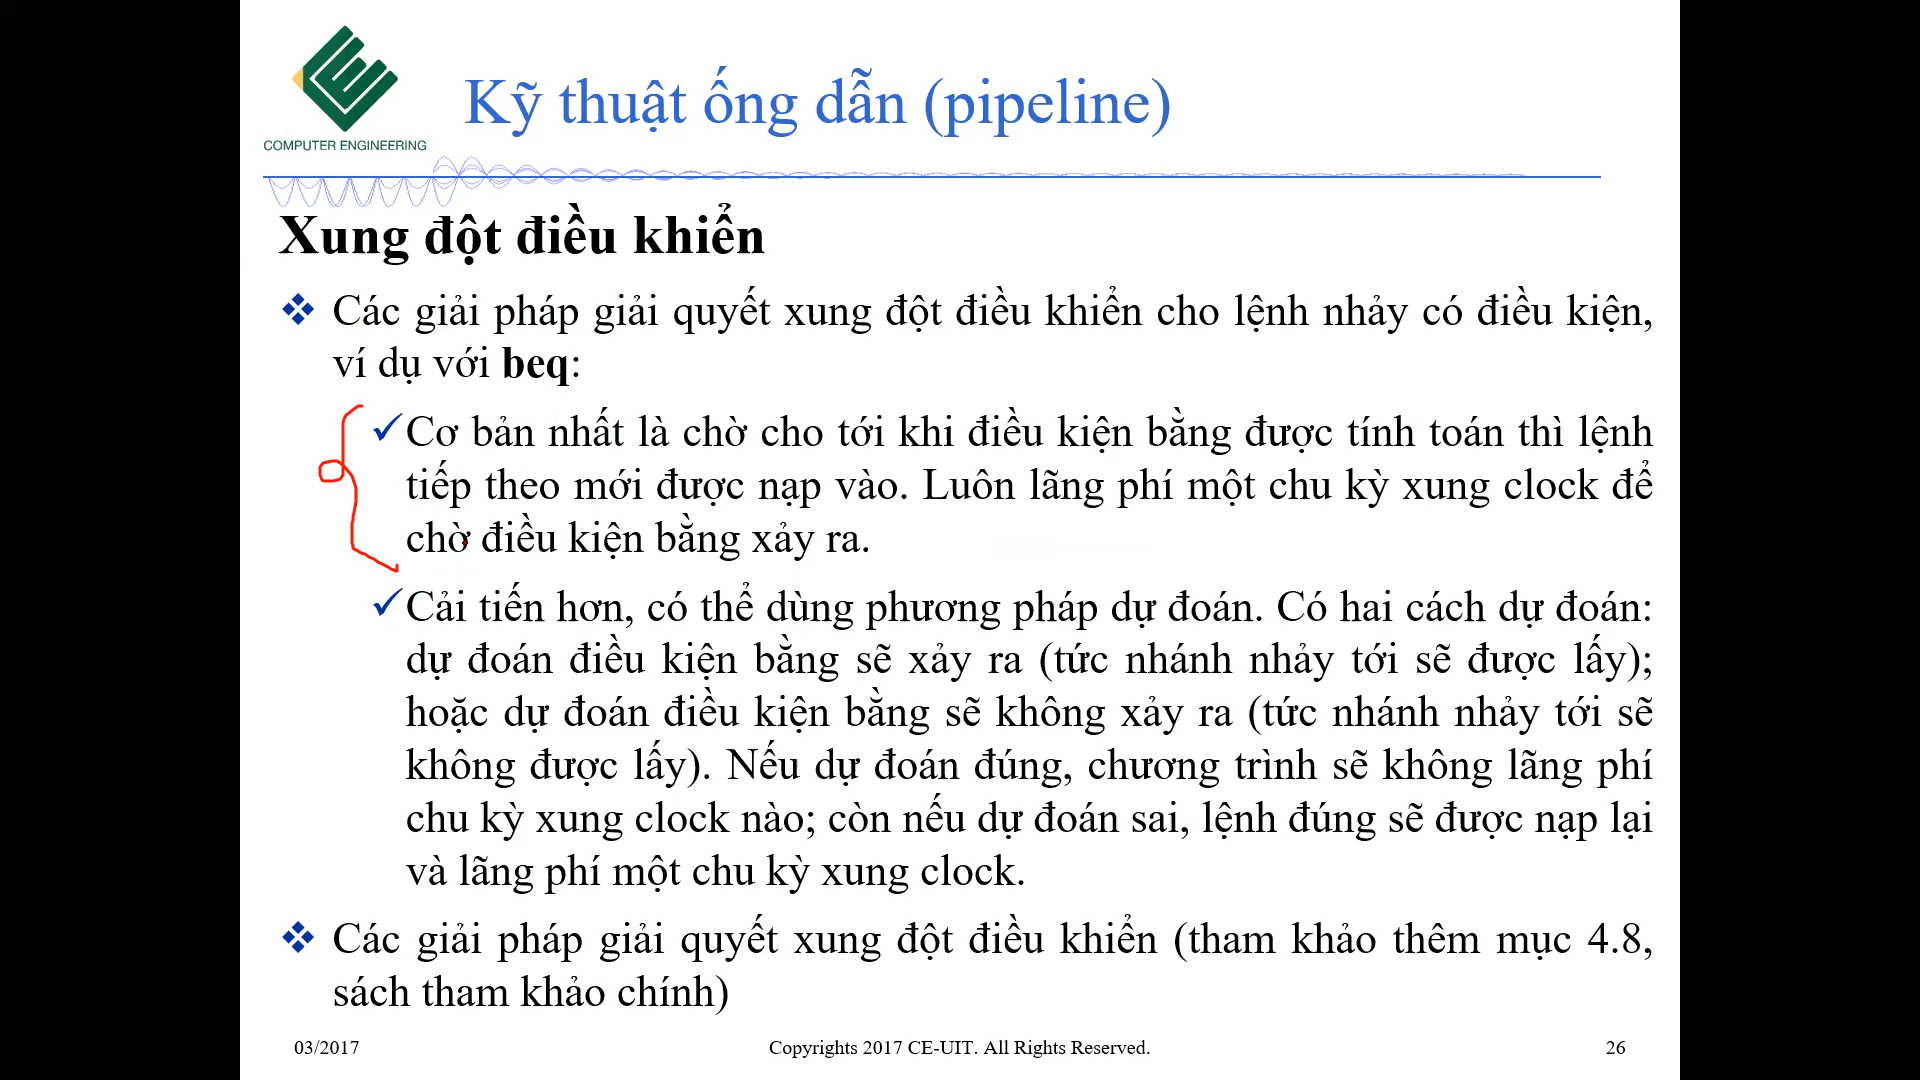 COMPUTER ENGINEERING
Kỹ thuật ống dẫn (pipeline)
Xung đột điều khiển
Các giải pháp giải quyết xung đột điều khiển cho lệnh nhảy có điều kiện,
ví dụ với beq:
Cơ bản nhất là chờ cho tới khi điều kiện bằng được tính toán thì lệnh
tiếp theo mới được nạp vào. Luôn lãng phí một chu kỳ xung clock để
chờ điều kiện bằng xảy ra.
Cải tiến hơn, có thể dùng phương pháp dự đoán. Có hai cách dự đoán:
dự đoán điều kiện bằng sẽ xảy ra (tức nhánh nhảy tới sẽ được lấy);
hoặc dự đoán điều kiện bằng sẽ không xảy ra (tức nhánh nhảy tới sẽ
không được lấy). Nếu dự đoán đúng, chương trình sẽ không lãng phí
chu kỳ xung clock nào; còn nếu dự đoán sai, lệnh đúng sẽ được nạp lại
và lãng phí một chu kỳ xung clock.
Các giải pháp giải quyết xung đột điều khiển (tham khảo thêm mục 4.8,
sách tham khảo chính)
03/2017
Copyrights 2017 CE-UIT. All Rights Reserved.
26